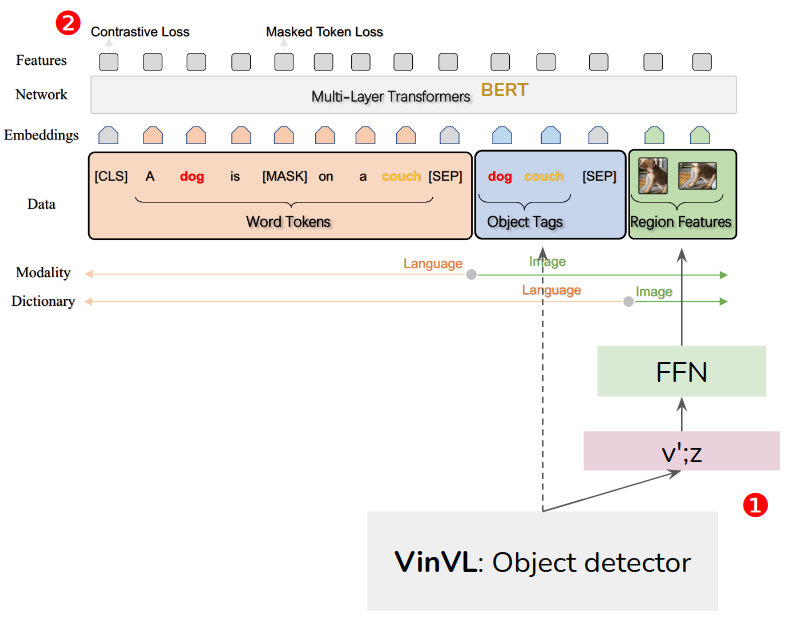 ❷ Contrastive Loss Masked Token Loss
Features
Network Multi-Layer Transformers BERT
Embeddings
Data [CLS] A dog is [MASK] on a couch [SEP] dog couch [SEP]
Word Tokens Object Tags Region Features
Modality Language Image
Dictionary Language Image
FFN
v';z
❶
VinVL: Object detector